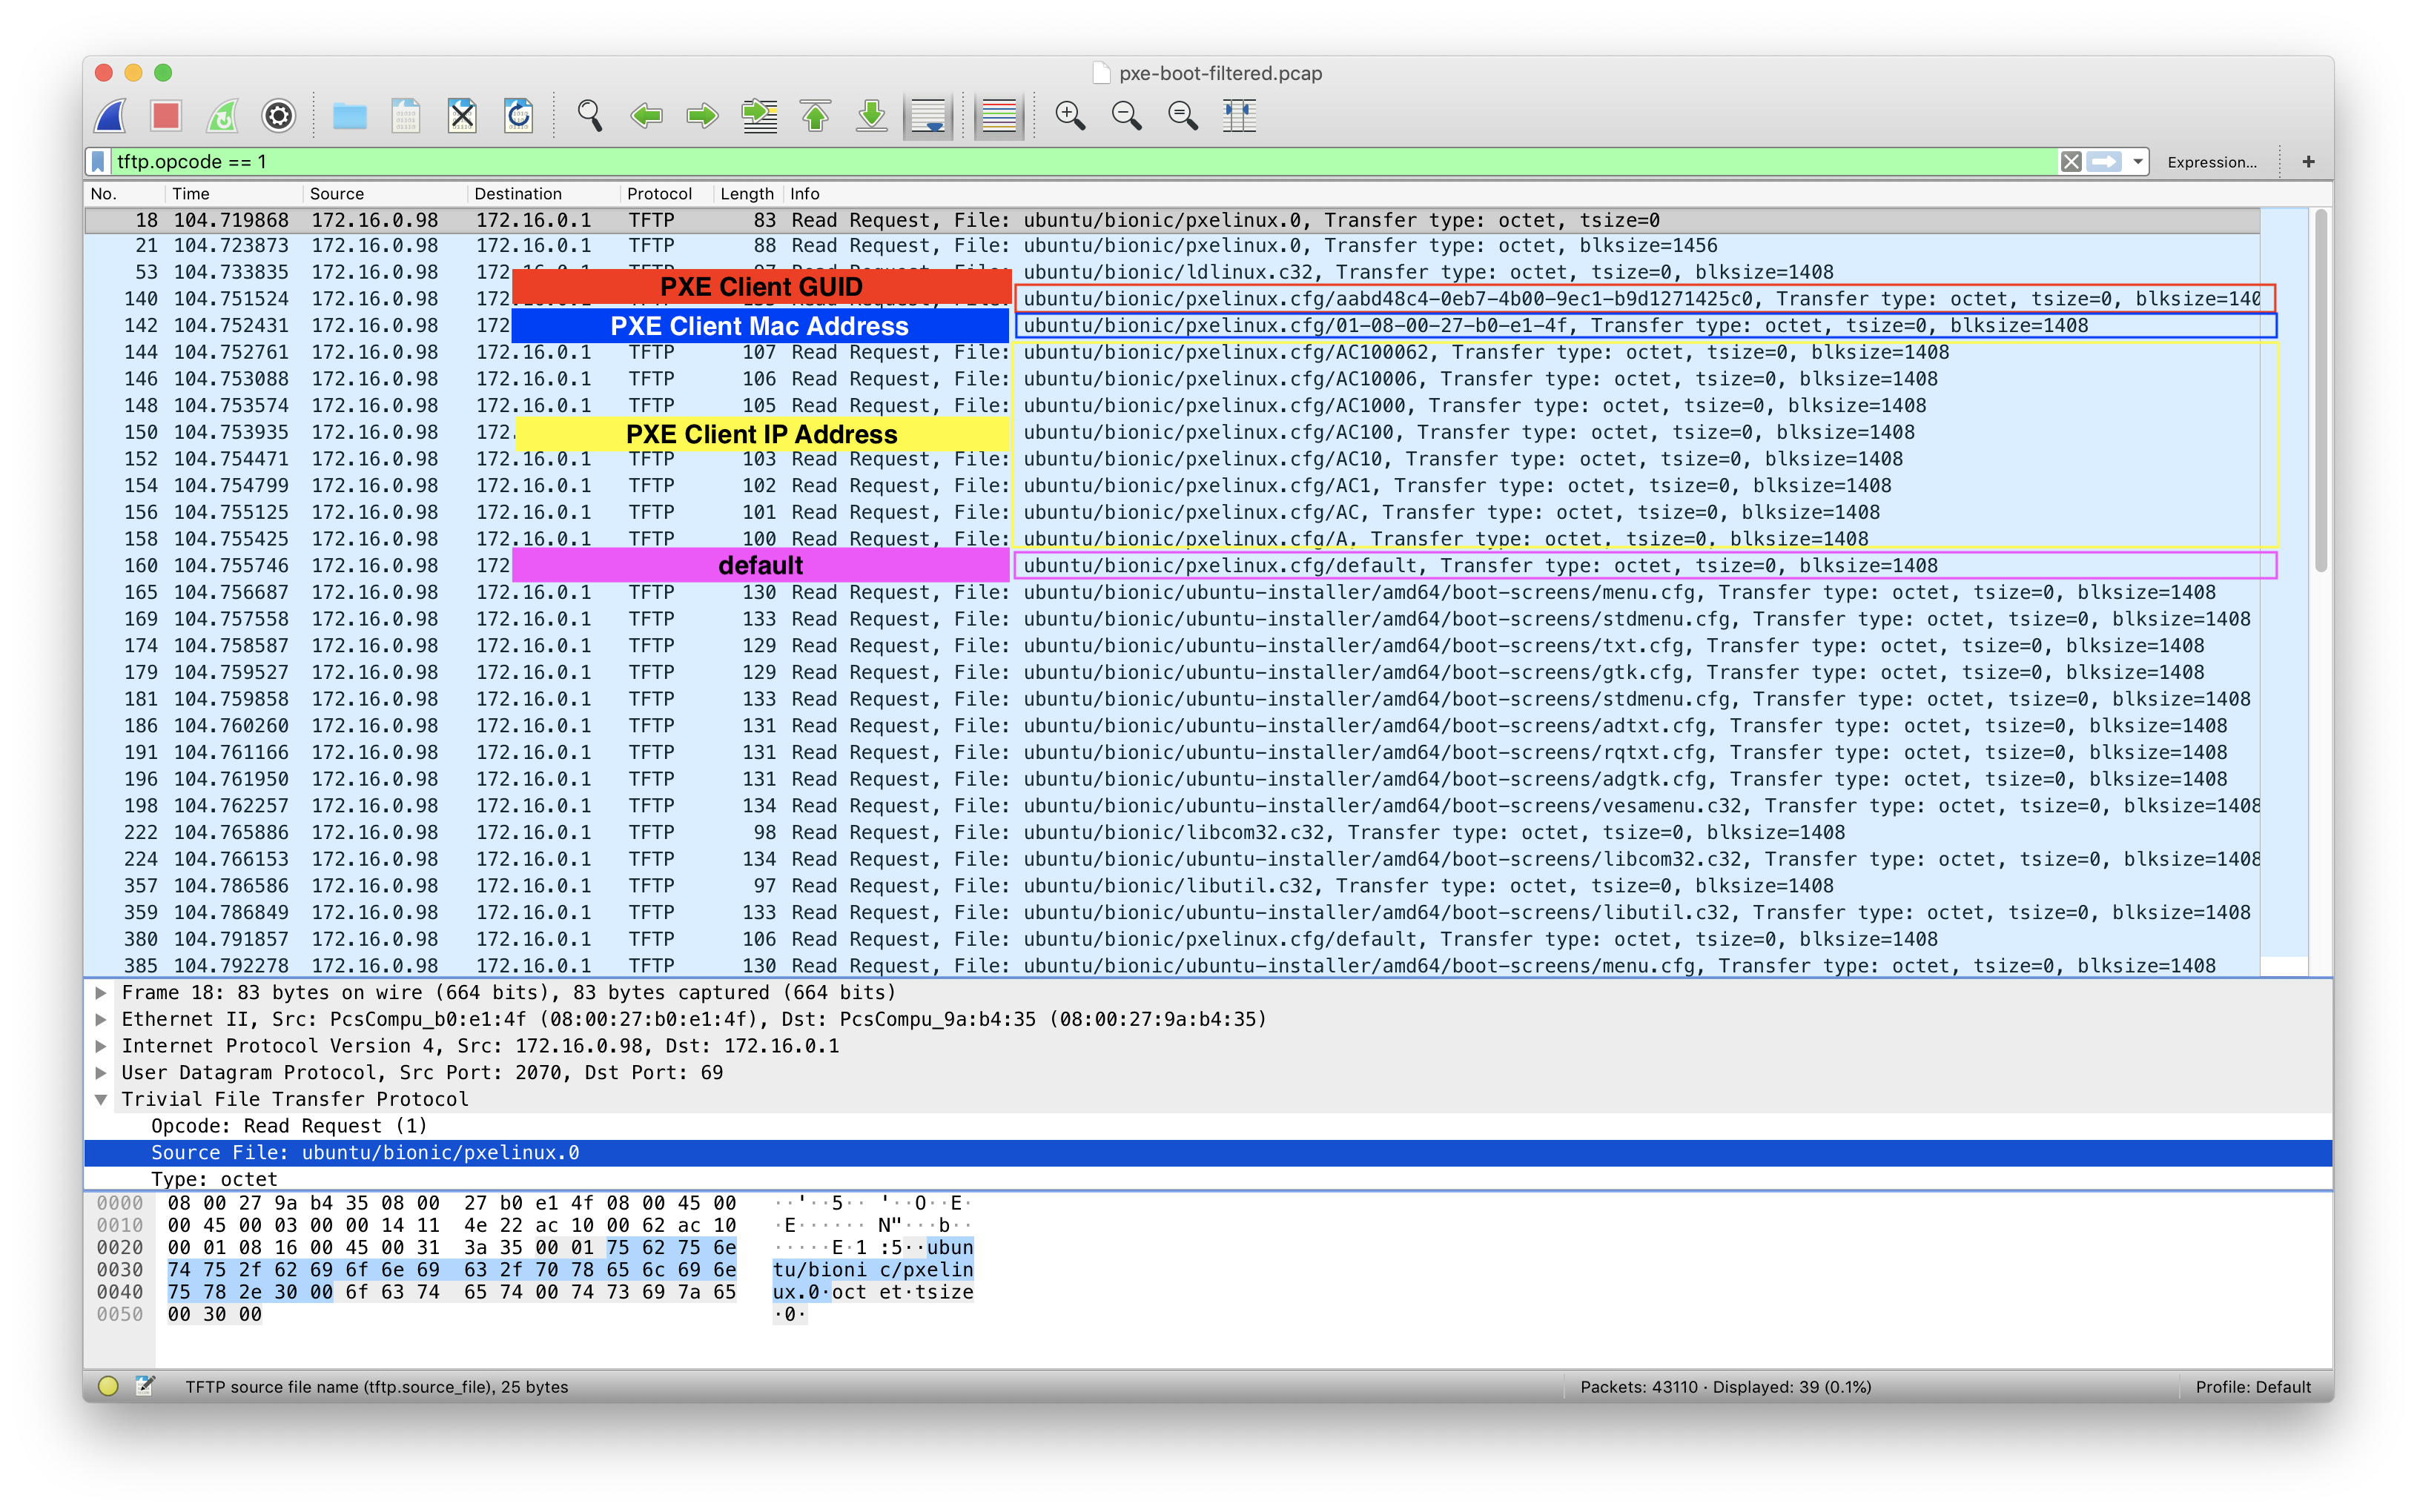 pxe-boot-filtered.pcap
tftp.opcode == 1 Expression... +
No. Time Source Destination Protocol Length Info
18 104.719868 172.16.0.98 172.16.0.1 TFTP 83 Read Request, File: ubuntu/bionic/pxelinux.0, Transfer type: octet, tsize=0
21 104.723873 172.16.0.98 172.16.0.1 TFTP 88 Read Request, File: ubuntu/bionic/pxelinux.0, Transfer type: octet, blksize=1456
53 104.733835 172.16.0.98 ubuntu/bionic/ldlinux.c32, Transfer type: octet, tsize=0, blksize=1408
PXE Client GUID
140 104.751524 172.16.0.98 172. ubuntu/bionic/pxelinux.cfg/aabd48c4-0eb7-4b00-9ec1-b9d1271425c0, Transfer type: octet, tsize=0, blksize=140
142 104.752431 172.16.0.98 172 PXE Client Mac Address ubuntu/bionic/pxelinux.cfg/01-08-00-27-b0-e1-4f, Transfer type: octet, tsize=0, blksize=1408
144 104.752761 172.16.0.98 172.16.0.1 TFTP 107 Read Request, File: ubuntu/bionic/pxelinux.cfg/AC100062, Transfer type: octet, tsize=0, blksize=1408
146 104.753088 172.16.0.98 172.16.0.1 TFTP 106 Read Request, File: ubuntu/bionic/pxelinux.cfg/AC10006, Transfer type: octet, tsize=0, blksize=1408
148 104.753574 172.16.0.98 172.16.0.1 TFTP 105 Read Request, File: ubuntu/bionic/pxelinux.cfg/AC1000, Transfer type: octet, tsize=0, blksize=1408
150 104.753935 172.16.0.98 172. PXE Client IP Address ubuntu/bionic/pxelinux.cfg/AC100, Transfer type: octet, tsize=0, blksize=1408
152 104.754471 172.16.0.98 172.16.0.1 TFTP 103 Read Request, File: ubuntu/bionic/pxelinux.cfg/AC10, Transfer type: octet, tsize=0, blksize=1408
154 104.754799 172.16.0.98 172.16.0.1 TFTP 102 Read Request, File: ubuntu/bionic/pxelinux.cfg/AC1, Transfer type: octet, tsize=0, blksize=1408
156 104.755125 172.16.0.98 172.16.0.1 TFTP 101 Read Request, File: ubuntu/bionic/pxelinux.cfg/AC, Transfer type: octet, tsize=0, blksize=1408
158 104.755425 172.16.0.98 172.16.0.1 TFTP 100 Read Request, File: ubuntu/bionic/pxelinux.cfg/A, Transfer type: octet, tsize=0, blksize=1408
160 104.755746 172.16.0.98 172 default ubuntu/bionic/pxelinux.cfg/default, Transfer type: octet, tsize=0, blksize=1408
165 104.756687 172.16.0.98 172.16.0.1 TFTP 130 Read Request, File: ubuntu/bionic/ubuntu-installer/amd64/boot-screens/menu.cfg, Transfer type: octet, tsize=0, blksize=1408
169 104.757558 172.16.0.98 172.16.0.1 TFTP 133 Read Request, File: ubuntu/bionic/ubuntu-installer/amd64/boot-screens/stdmenu.cfg, Transfer type: octet, tsize=0, blksize=1408
174 104.758587 172.16.0.98 172.16.0.1 TFTP 129 Read Request, File: ubuntu/bionic/ubuntu-installer/amd64/boot-screens/txt.cfg, Transfer type: octet, tsize=0, blksize=1408
179 104.759527 172.16.0.98 172.16.0.1 TFTP 129 Read Request, File: ubuntu/bionic/ubuntu-installer/amd64/boot-screens/gtk.cfg, Transfer type: octet, tsize=0, blksize=1408
181 104.759858 172.16.0.98 172.16.0.1 TFTP 133 Read Request, File: ubuntu/bionic/ubuntu-installer/amd64/boot-screens/stdmenu.cfg, Transfer type: octet, tsize=0, blksize=1408
186 104.760260 172.16.0.98 172.16.0.1 TFTP 131 Read Request, File: ubuntu/bionic/ubuntu-installer/amd64/boot-screens/adtxt.cfg, Transfer type: octet, tsize=0, blksize=1408
191 104.761166 172.16.0.98 172.16.0.1 TFTP 131 Read Request, File: ubuntu/bionic/ubuntu-installer/amd64/boot-screens/rqtxt.cfg, Transfer type: octet, tsize=0, blksize=1408
196 104.761950 172.16.0.98 172.16.0.1 TFTP 131 Read Request, File: ubuntu/bionic/ubuntu-installer/amd64/boot-screens/adgtk.cfg, Transfer type: octet, tsize=0, blksize=1408
198 104.762257 172.16.0.98 172.16.0.1 TFTP 134 Read Request, File: ubuntu/bionic/ubuntu-installer/amd64/boot-screens/vesamenu.c32, Transfer type: octet, tsize=0, blksize=1408
222 104.765886 172.16.0.98 172.16.0.1 TFTP 98 Read Request, File: ubuntu/bionic/libcom32.c32, Transfer type: octet, tsize=0, blksize=1408
224 104.766153 172.16.0.98 172.16.0.1 TFTP 134 Read Request, File: ubuntu/bionic/ubuntu-installer/amd64/boot-screens/libcom32.c32, Transfer type: octet, tsize=0, blksize=1408
357 104.786586 172.16.0.98 172.16.0.1 TFTP 97 Read Request, File: ubuntu/bionic/libutil.c32, Transfer type: octet, tsize=0, blksize=1408
359 104.786849 172.16.0.98 172.16.0.1 TFTP 133 Read Request, File: ubuntu/bionic/ubuntu-installer/amd64/boot-screens/libutil.c32, Transfer type: octet, tsize=0, blksize=1408
380 104.791857 172.16.0.98 172.16.0.1 TFTP 106 Read Request, File: ubuntu/bionic/pxelinux.cfg/default, Transfer type: octet, tsize=0, blksize=1408
385 104.792278 172.16.0.98 172.16.0.1 TFTP 130 Read Request, File: ubuntu/bionic/ubuntu-installer/amd64/boot-screens/menu.cfg, Transfer type: octet, tsize=0, blksize=1408
Frame 18: 83 bytes on wire (664 bits), 83 bytes captured (664 bits)
Ethernet II, Src: PcsCompu_b0:e1:4f (08:00:27:b0:e1:4f), Dst: PcsCompu_9a:b4:35 (08:00:27:9a:b4:35)
Internet Protocol Version 4, Src: 172.16.0.98, Dst: 172.16.0.1
User Datagram Protocol, Src Port: 2070, Dst Port: 69
Trivial File Transfer Protocol
Opcode: Read Request (1)
Source File: ubuntu/bionic/pxelinux.0
Type: octet
0000 08 00 27 9a b4 35 08 00 27 b0 e1 4f 08 00 45 00 ··'··5·· '··O··E·
0010 00 45 00 03 00 00 14 11 4e 22 ac 10 00 62 ac 10 ·E······ N"···b··
0020 00 01 08 16 00 45 00 31 3a 35 00 01 75 62 75 6e ·····E·1 :5··ubun
0030 74 75 2f 62 69 6f 6e 69 63 2f 70 78 65 6c 69 6e tu/bioni c/pxelin
0040 75 78 2e 30 00 6f 63 74 65 74 00 74 73 69 7a 65 ux.0·oct et·tsize
0050 00 30 00 ·0·
TFTP source file name (tftp.source_file), 25 bytes Packets: 43110 · Displayed: 39 (0.1%) Profile: Default